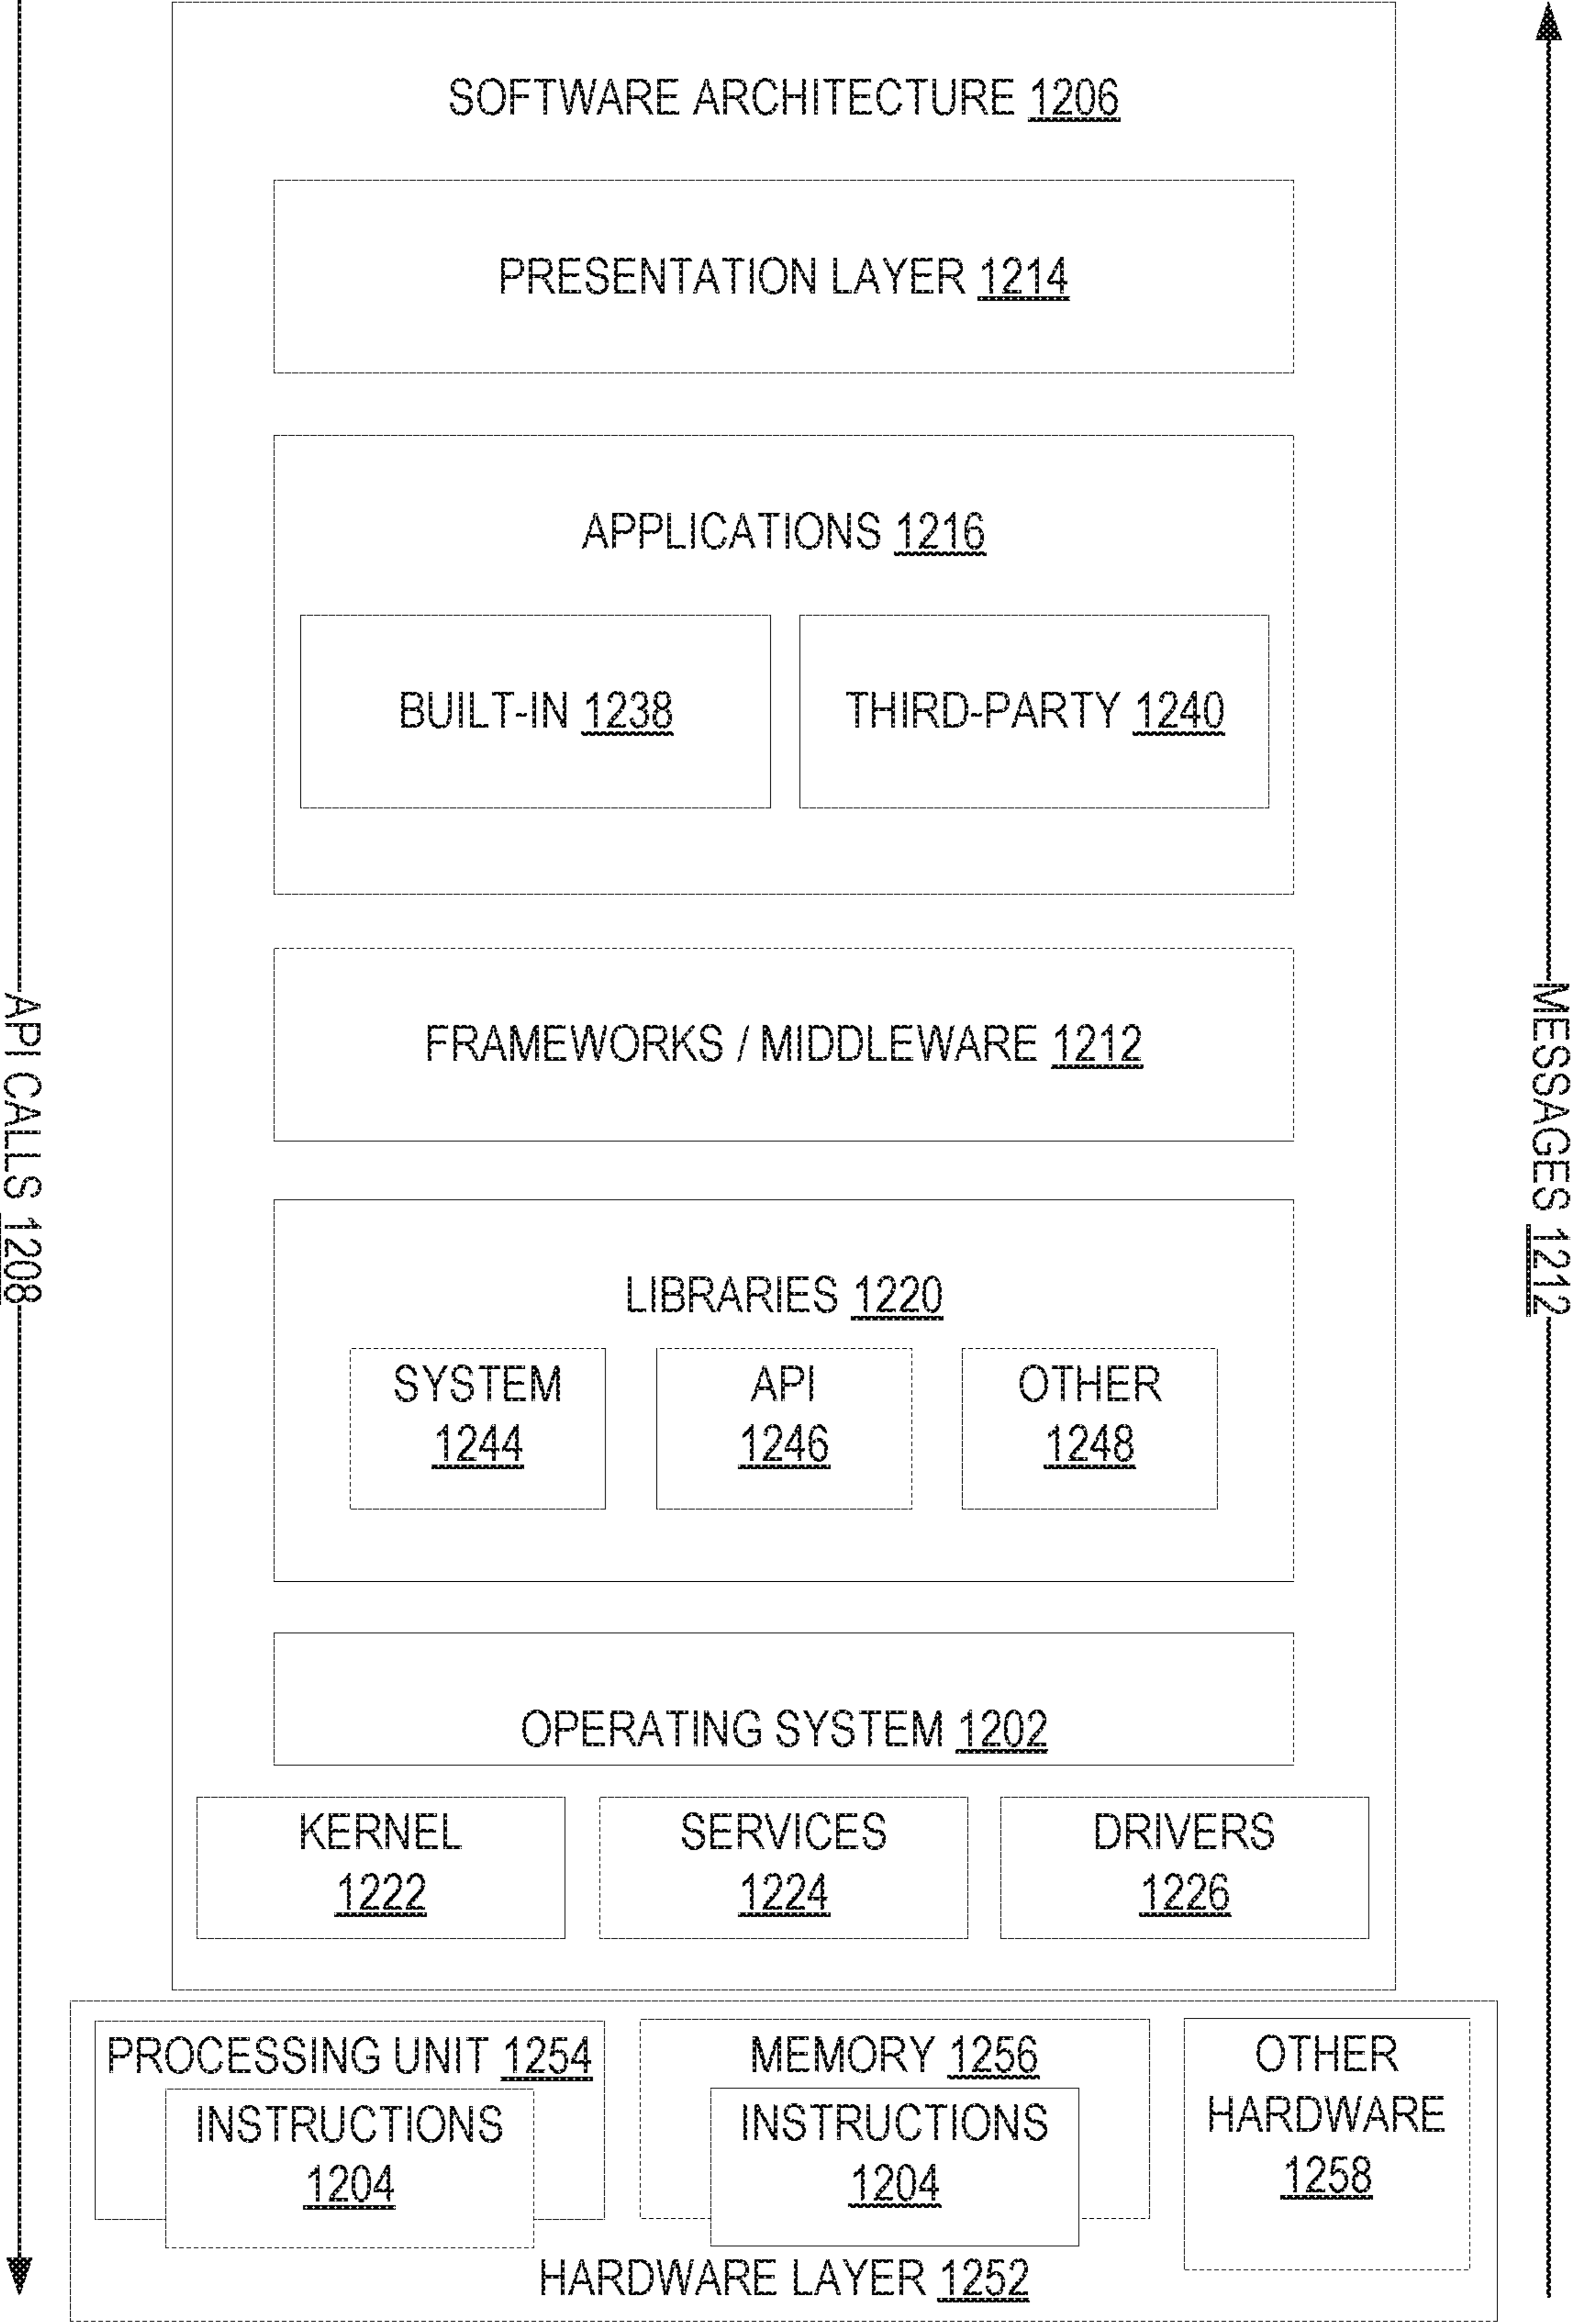 SOFTWARE ARCHITECTURE 1206
PRESENTATION LAYER 1214
APPLICATIONS 1216
BUILT-IN 1238
THIRD-PARTY 1240
FRAMEWORKS / MIDDLEWARE 1212
LIBRARIES 1220
SYSTEM
1244
API
1246
OTHER
1248
OPERATING SYSTEM 1202
KERNEL
1222
SERVICES
1224
DRIVERS
1226
PROCESSING UNIT 1254
INSTRUCTIONS
1204
MEMORY 1256
INSTRUCTIONS
1204
OTHER
HARDWARE
1258
HARDWARE LAYER 1252
API CALLS 1208
MESSAGES 1212